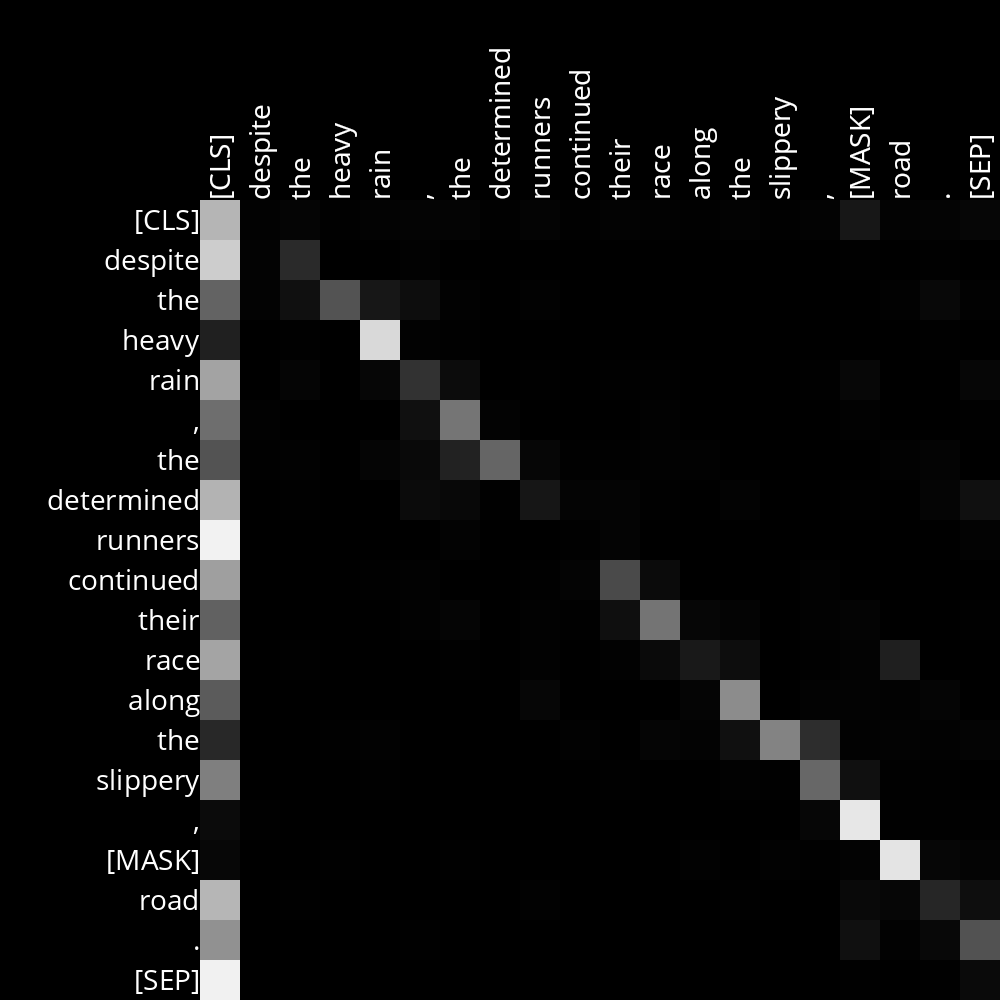 [CLS] despite the heavy rain , the determined runners continued their race along the slippery , [MASK] road . [SEP]
[CLS]
despite
the
heavy
rain
,
the
determined
runners
continued
their
race
along
the
slippery
,
[MASK]
road
.
[SEP]